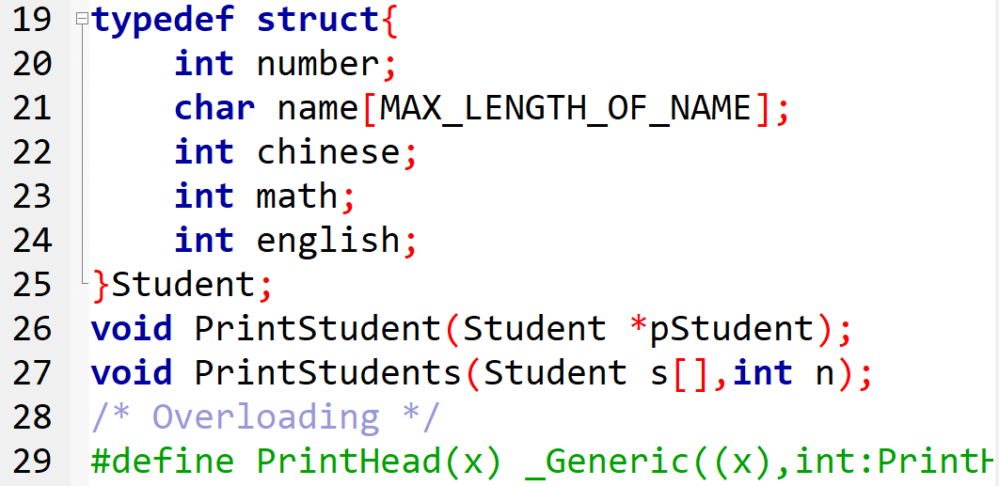 19 typedef struct{
20 int number;
21 char name[MAX_LENGTH_OF_NAME];
22 int chinese;
23 int math;
24 int english;
25 }Student;
26 void PrintStudent(Student *pStudent);
27 void PrintStudents(Student s[],int n);
28 /* Overloading */
29 #define PrintHead(x) _Generic((x),int:Print